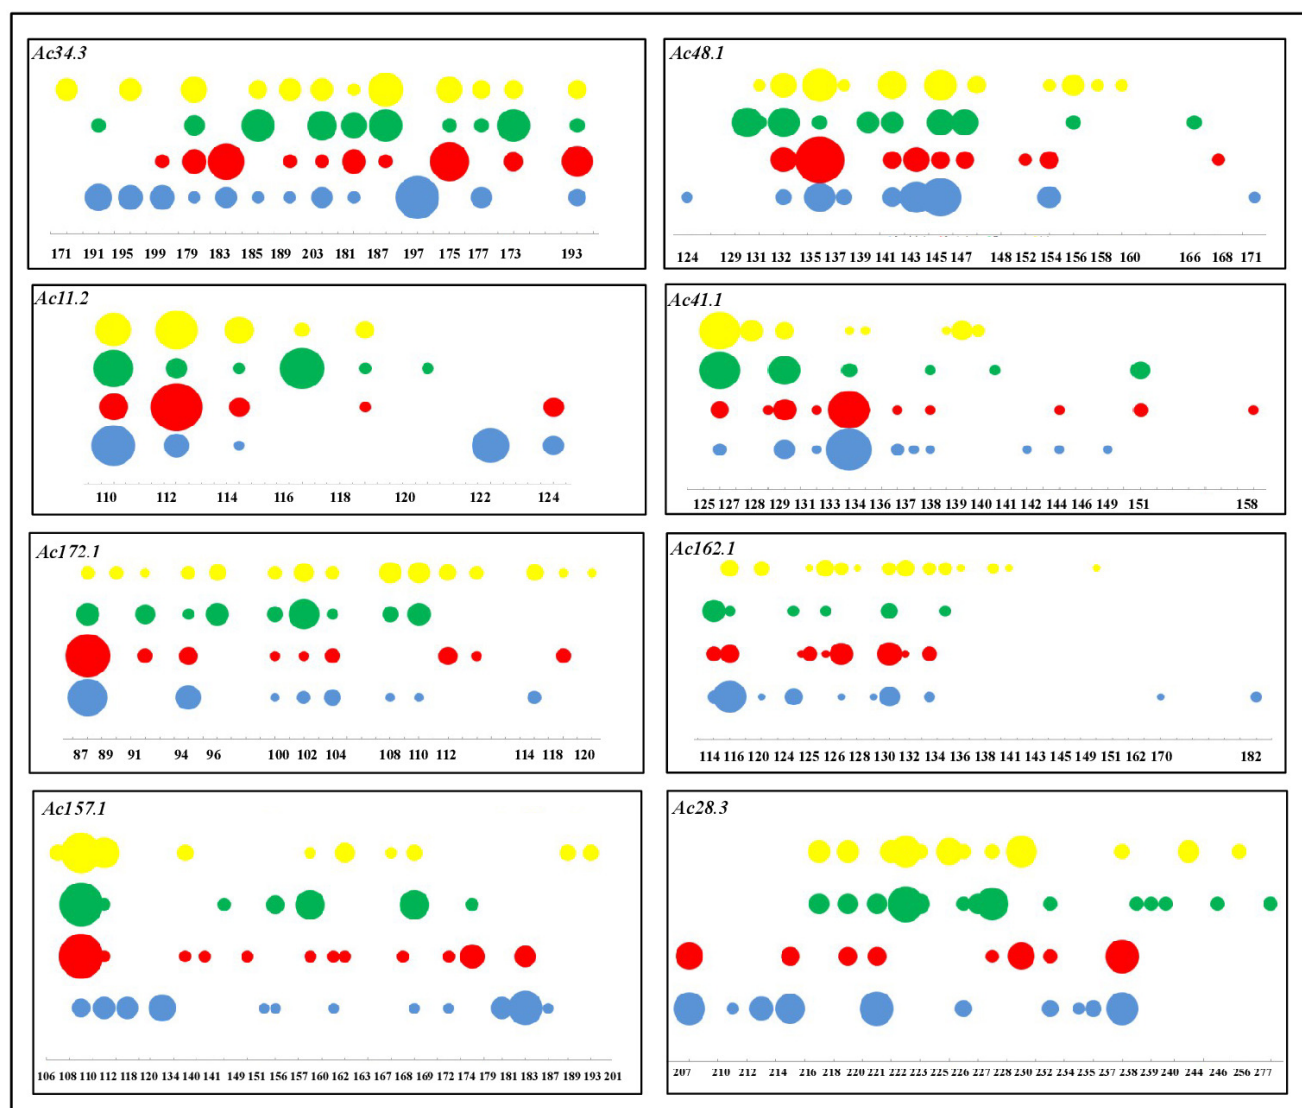 Ac34.3
171 191 195 199 179 183 185 189 203 181 187 197 175 177 173 193
Ac48.1
124 129 131 132 135 137 139 141 143 145 147 148 152 154 156 158 160 166 168 171
Ac11.2
110 112 114 116 118 120 122 124
Ac41.1
125 127 128 129 131 133 134 136 137 138 139 140 141 142 144 146 149 151 158
Ac172.1
87 89 91 94 96 100 102 104 108 110 112 114 118 120
Ac162.1
114 116 120 124 125 126 128 130 132 134 136 138 141 143 145 149 151 162 170 182
Ac157.1
106 108 110 112 118 120 134 140 141 149 151 156 157 160 162 163 167 168 169 172 174 179 181 183 187 189 193 201
Ac28.3
207 210 212 214 216 218 220 221 222 223 225 226 227 228 230 232 234 235 237 238 239 240 244 246 256 277